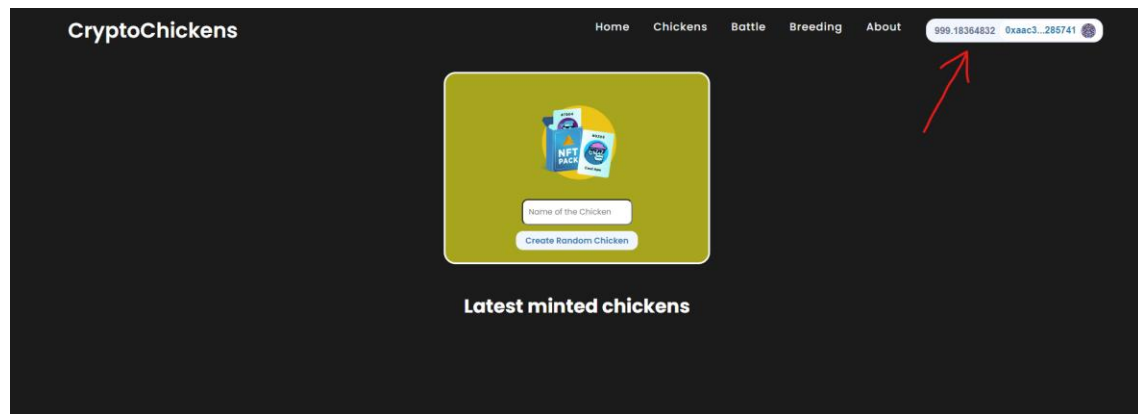 CryptoChickens
Home Chickens Battle Breeding About 999.18364832 0xaac3...285741
NFT
PACK
Name of the Chicken
Create Random Chicken
Latest minted chickens